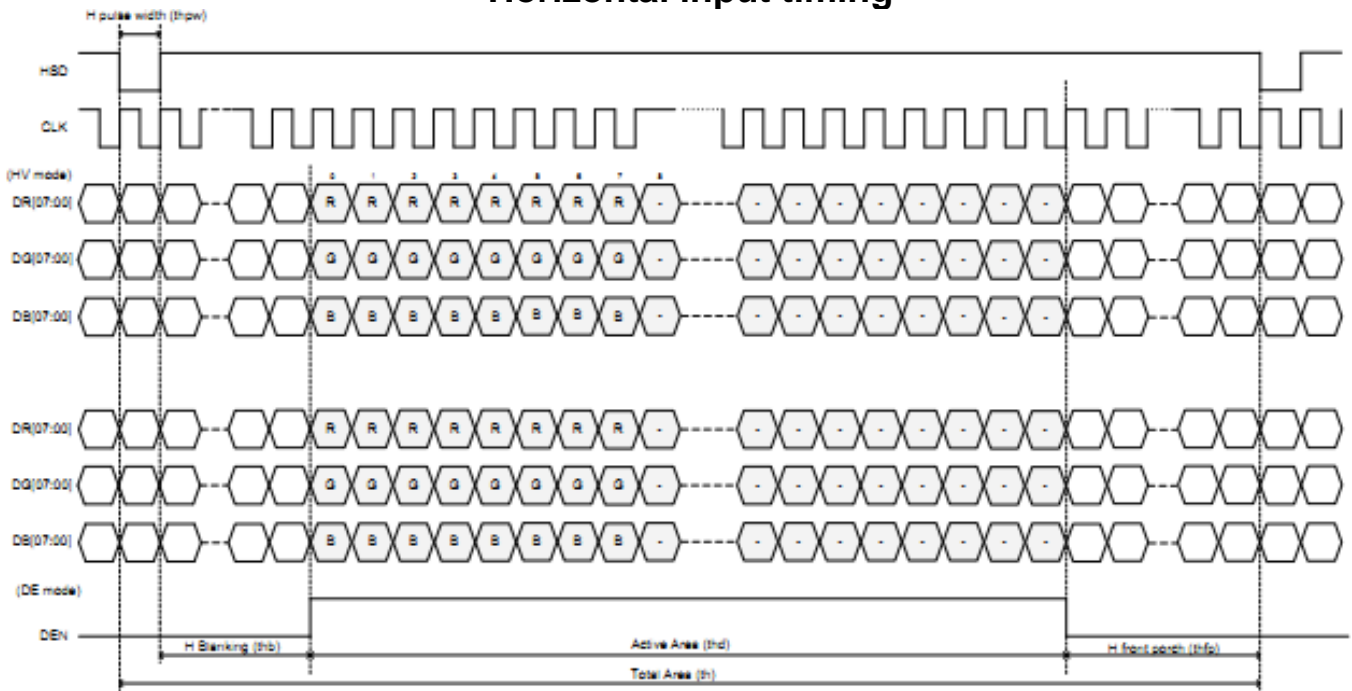 Horizontal input timing
H pulse width (thpw)
HSD
CLK
(HV mode)
0 1 2 3 4 5 6 7 8
DR[07:00] R R R R R R R R - - - - - - - - -
DG[07:00] G G G G G G G G - - - - - - - - -
DB[07:00] B B B B B B B B - - - - - - - - -
DR[07:00] R R R R R R R R - - - - - - - - -
DG[07:00] G G G G G G G G - - - - - - - - -
DB[07:00] B B B B B B B B - - - - - - - - -
(DE mode)
DEN
H Blanking (thb) Active Area (thd) H front porch (thfp)
Total Area (th)